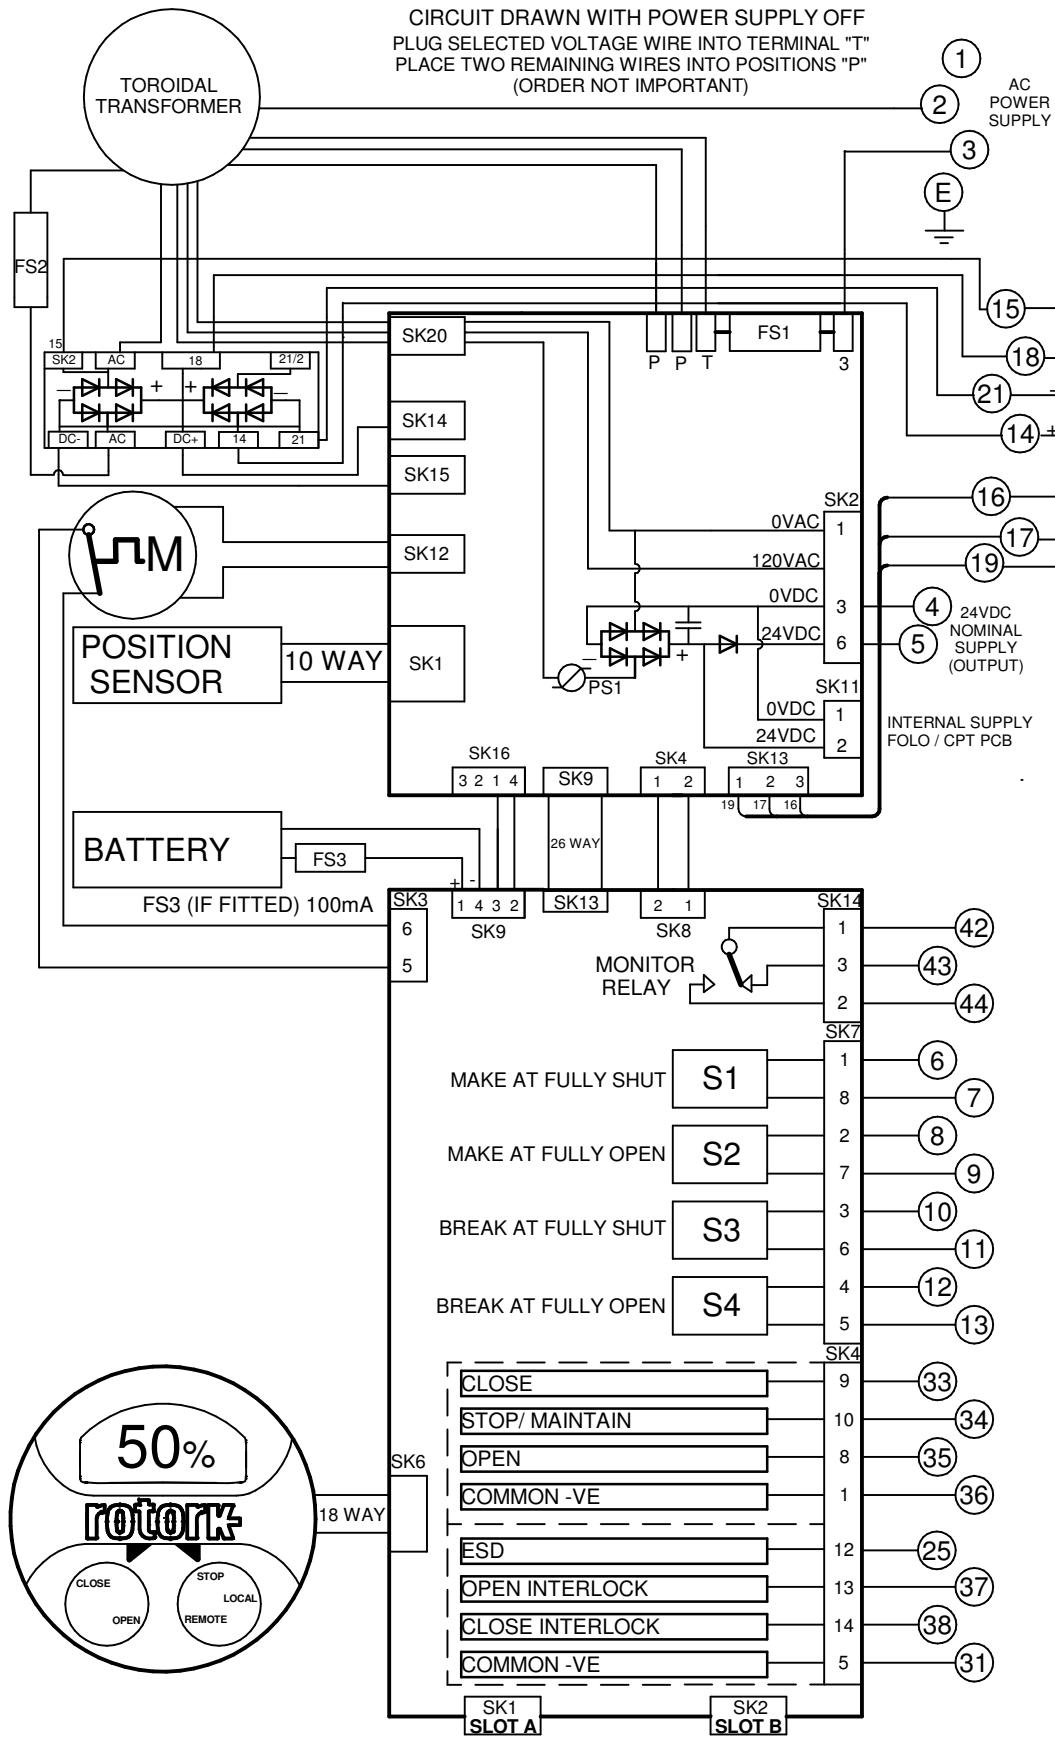 CIRCUIT DRAWN WITH POWER SUPPLY OFF
PLUG SELECTED VOLTAGE WIRE INTO TERMINAL "T"
PLACE TWO REMAINING WIRES INTO POSITIONS "P"
(ORDER NOT IMPORTANT)
TOROIDAL
TRANSFORMER
1
2
3
E
AC
POWER
SUPPLY
FS2
15
SK2
AC
18
21/2
− + + −
DC-
AC
DC+
14
21
SK20
SK14
SK15
SK12
SK1
P P T
FS1
3
15
18
21 -
14 +
16
17
19
SK2
0VAC 1
120VAC
0VDC 3
24VDC 6
4
5
24VDC
NOMINAL
SUPPLY
(OUTPUT)
− +
PS1
SK11
0VDC 1
24VDC 2
INTERNAL SUPPLY
FOLO / CPT PCB
M
POSITION
SENSOR
10 WAY
SK16
3 2 1 4
SK9
SK4
1 2
SK13
1 2 3
19 17 16
BATTERY
FS3
26 WAY
FS3 (IF FITTED) 100mA
+ -
SK3
6
5
1 4 3 2
SK9
SK13
2 1
SK8
SK14
MONITOR
RELAY
1 42
3 43
2 44
SK7
MAKE AT FULLY SHUT S1
1 6
8 7
MAKE AT FULLY OPEN S2
2 8
7 9
BREAK AT FULLY SHUT S3
3 10
6 11
BREAK AT FULLY OPEN S4
4 12
5 13
SK4
CLOSE 9 33
STOP/ MAINTAIN 10 34
OPEN 8 35
COMMON -VE 1 36
ESD 12 25
OPEN INTERLOCK 13 37
CLOSE INTERLOCK 14 38
COMMON -VE 5 31
50%
rotork
CLOSE
OPEN
STOP
LOCAL
REMOTE
SK6
18 WAY
SK1
SLOT A
SK2
SLOT B